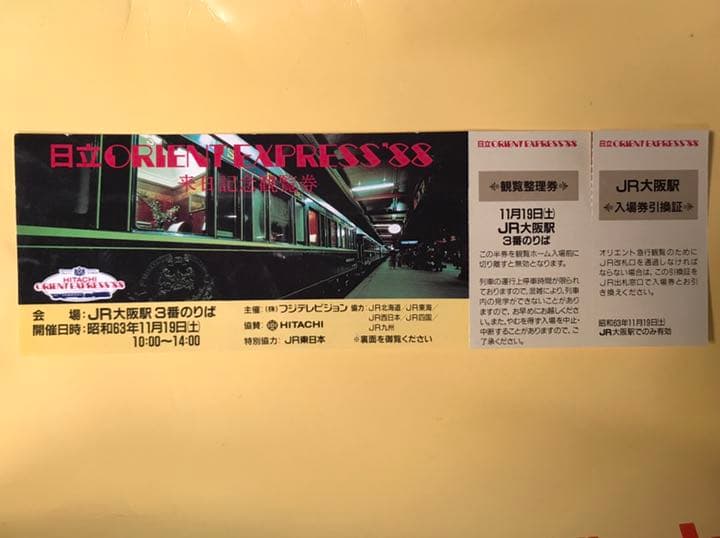 日立 ORIENT EXPRESS '88
来日記念観覧券
HITACHI
ORIENT EXPRESS '88
会　場：JR大阪駅3番のりば
開催日時：昭和63年11月19日(土)
10:00〜14:00
主催：(株)フジテレビジョン 協力：JR北海道/JR東海/
JR西日本/JR四国/
JR九州
協賛：HITACHI
特別協力：JR東日本 ※裏面を御覧ください
日立 ORIENT EXPRESS '88
観覧整理券
11月19日(土)
JR大阪駅
3番のりば
この半券を観覧ホーム入場前に
切り離すと無効となります。
列車の運行上停車時間が限られ
ておりますので、混雑により、列車
内の見学ができないことがあり
ますので、お早めにお越しくださ
い。また、やむを得ず入場を中止・
中断することがありますので、ご
了承ください。
日立 ORIENT EXPRESS '88
JR大阪駅
入場券引換証
オリエント急行観覧のために
JR改札口を通過しなければ
ならない場合は、この引換証を
JR出札窓口で入場券とお引
き換えください。
昭和63年11月19日(土)
JR大阪駅でのみ有効